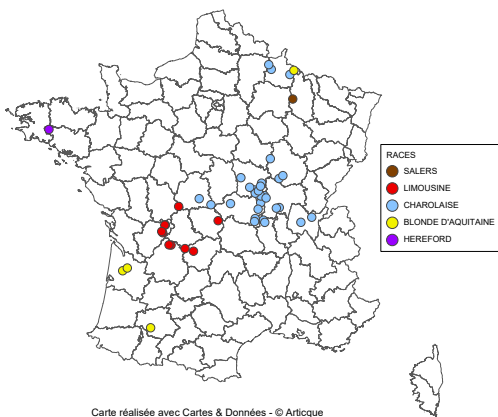 RACES
SALERS
LIMOUSINE
CHAROLAISE
BLONDE D'AQUITAINE
HEREFORD
Carte réalisée avec Cartes & Données - © Articque